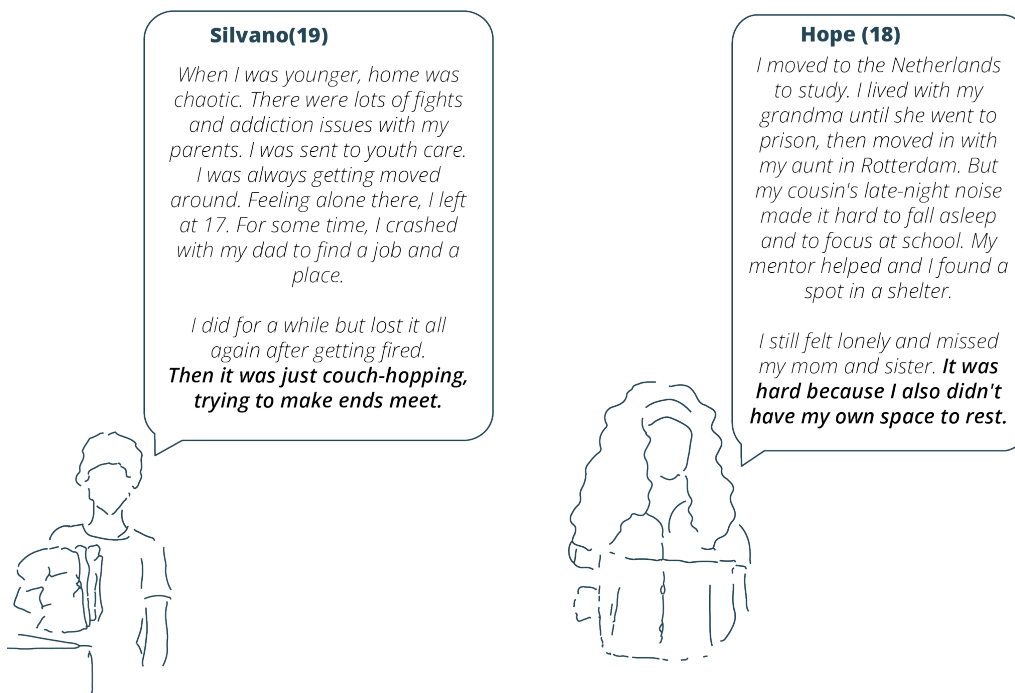 Silvano(19)
When I was younger, home was
chaotic. There were lots of fights
and addiction issues with my
parents. I was sent to youth care.
I was always getting moved
around. Feeling alone there, I left
at 17. For some time, I crashed
with my dad to find a job and a
place.
I did for a while but lost it all
again after getting fired.
Then it was just couch-hopping,
trying to make ends meet.
Hope (18)
I moved to the Netherlands
to study. I lived with my
grandma until she went to
prison, then moved in with
my aunt in Rotterdam. But
my cousin's late-night noise
made it hard to fall asleep
and to focus at school. My
mentor helped and I found a
spot in a shelter.
I still felt lonely and missed
my mom and sister. It was
hard because I also didn't
have my own space to rest.